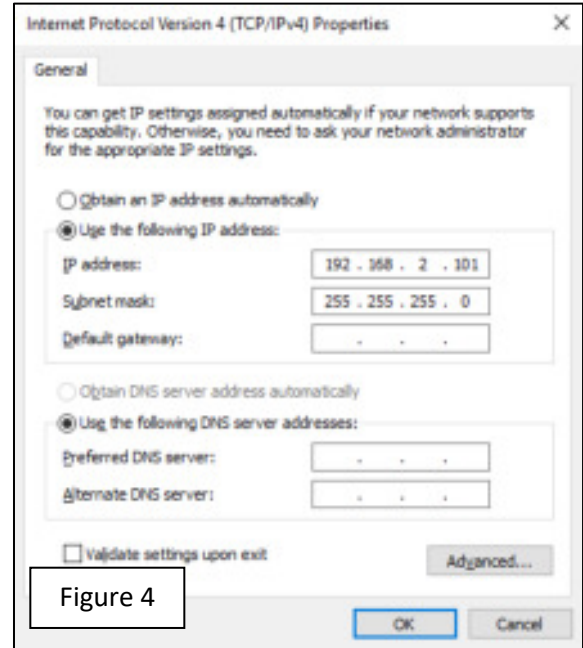 Internet Protocol Version 4 (TCP/IPv4) Properties
General
You can get IP settings assigned automatically if your network supports
this capability. Otherwise, you need to ask your network administrator
for the appropriate IP settings.
Obtain an IP address automatically
Use the following IP address:
IP address: 192 . 168 . 2 . 101
Subnet mask: 255 . 255 . 255 . 0
Default gateway: . . .
Obtain DNS server address automatically
Use the following DNS server addresses:
Preferred DNS server: . . .
Alternate DNS server: . . .
Validate settings upon exit
Advanced...
Figure 4
OK Cancel